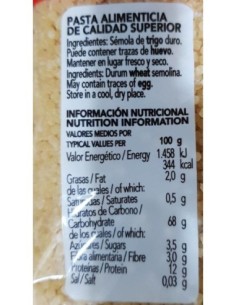 PASTA ALIMENTICIA
DE CALIDAD SUPERIOR
Ingredientes: Sémola de trigo duro.
Puede contener trazas de huevo.
Mantener en lugar fresco y seco.
Ingredients: Durum wheat semolina.
May contain traces of egg.
Store in a cool, dry place.
INFORMACIÓN NUTRICIONAL
NUTRITION INFORMATION
VALORES MEDIOS POR
TYPICAL VALUES PER 100 g
Valor Energético / Energy 1.458 kJ
344 kcal
Grasas / Fat 2,0 g
de las cuales / of which:
Saturadas / Saturates 0,5 g
Hidratos de Carbono /
Carbohydrate 68 g
de los cuales / of which:
Azúcares / Sugars 3,5 g
Fibra alimentaria / Fibre 3,0 g
Proteínas / Protein 12 g
Sal / Salt 0,03 g